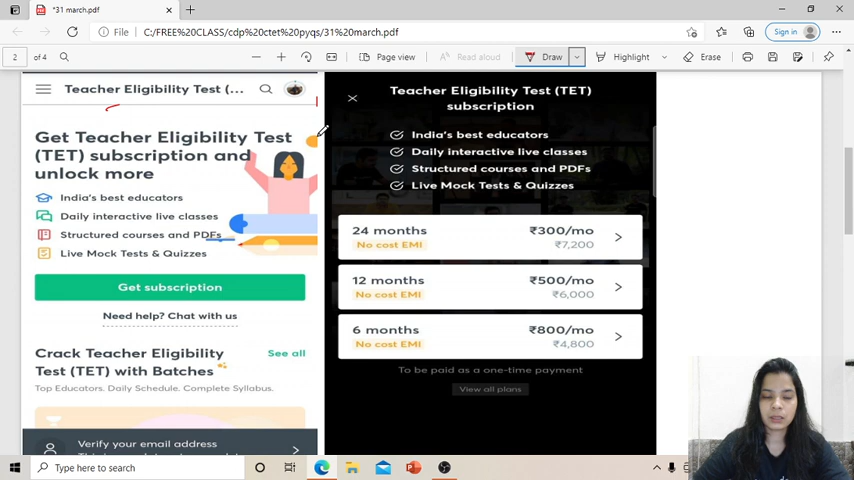 *31 march.pdf
File
C:/FREE%20CLASS/cdp%20ctet%20pyqs/31%20march.pdf
Sign in
2
of 4
Page view
Read aloud
Draw
Highlight
Erase
Teacher Eligibility Test (...
Get Teacher Eligibility Test
(TET) subscription and
unlock more
India's best educators
Daily interactive live classes
Structured courses and PDFs
Live Mock Tests & Quizzes
Get subscription
Need help? Chat with us
Crack Teacher Eligibility
Test (TET) with Batches
See all
Top Educators. Daily Schedule. Complete Syllabus.
Verify your email address
Teacher Eligibility Test (TET)
subscription
India's best educators
Daily interactive live classes
Structured courses and PDFs
Live Mock Tests & Quizzes
24 months
₹300/mo
No cost EMI
₹7,200
12 months
₹500/mo
No cost EMI
₹6,000
6 months
₹800/mo
No cost EMI
₹4,800
To be paid as a one-time payment
View all plans
Type here to search